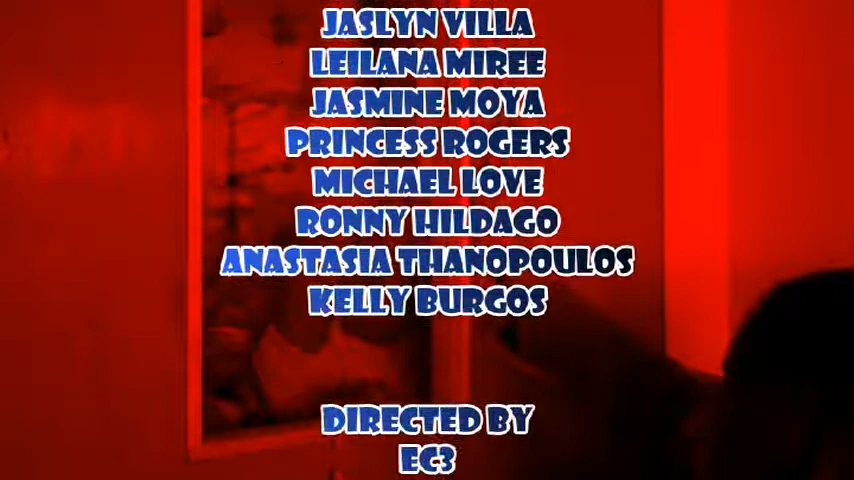 JASLYN VILLA
LEILANA MIREE
JASMINE MOYA
PRINCESS ROGERS
MICHAEL LOVE
RONNY HILDAGO
ANASTASIA THANOPOULOS
KELLY BURGOS
DIRECTED BY
EC3